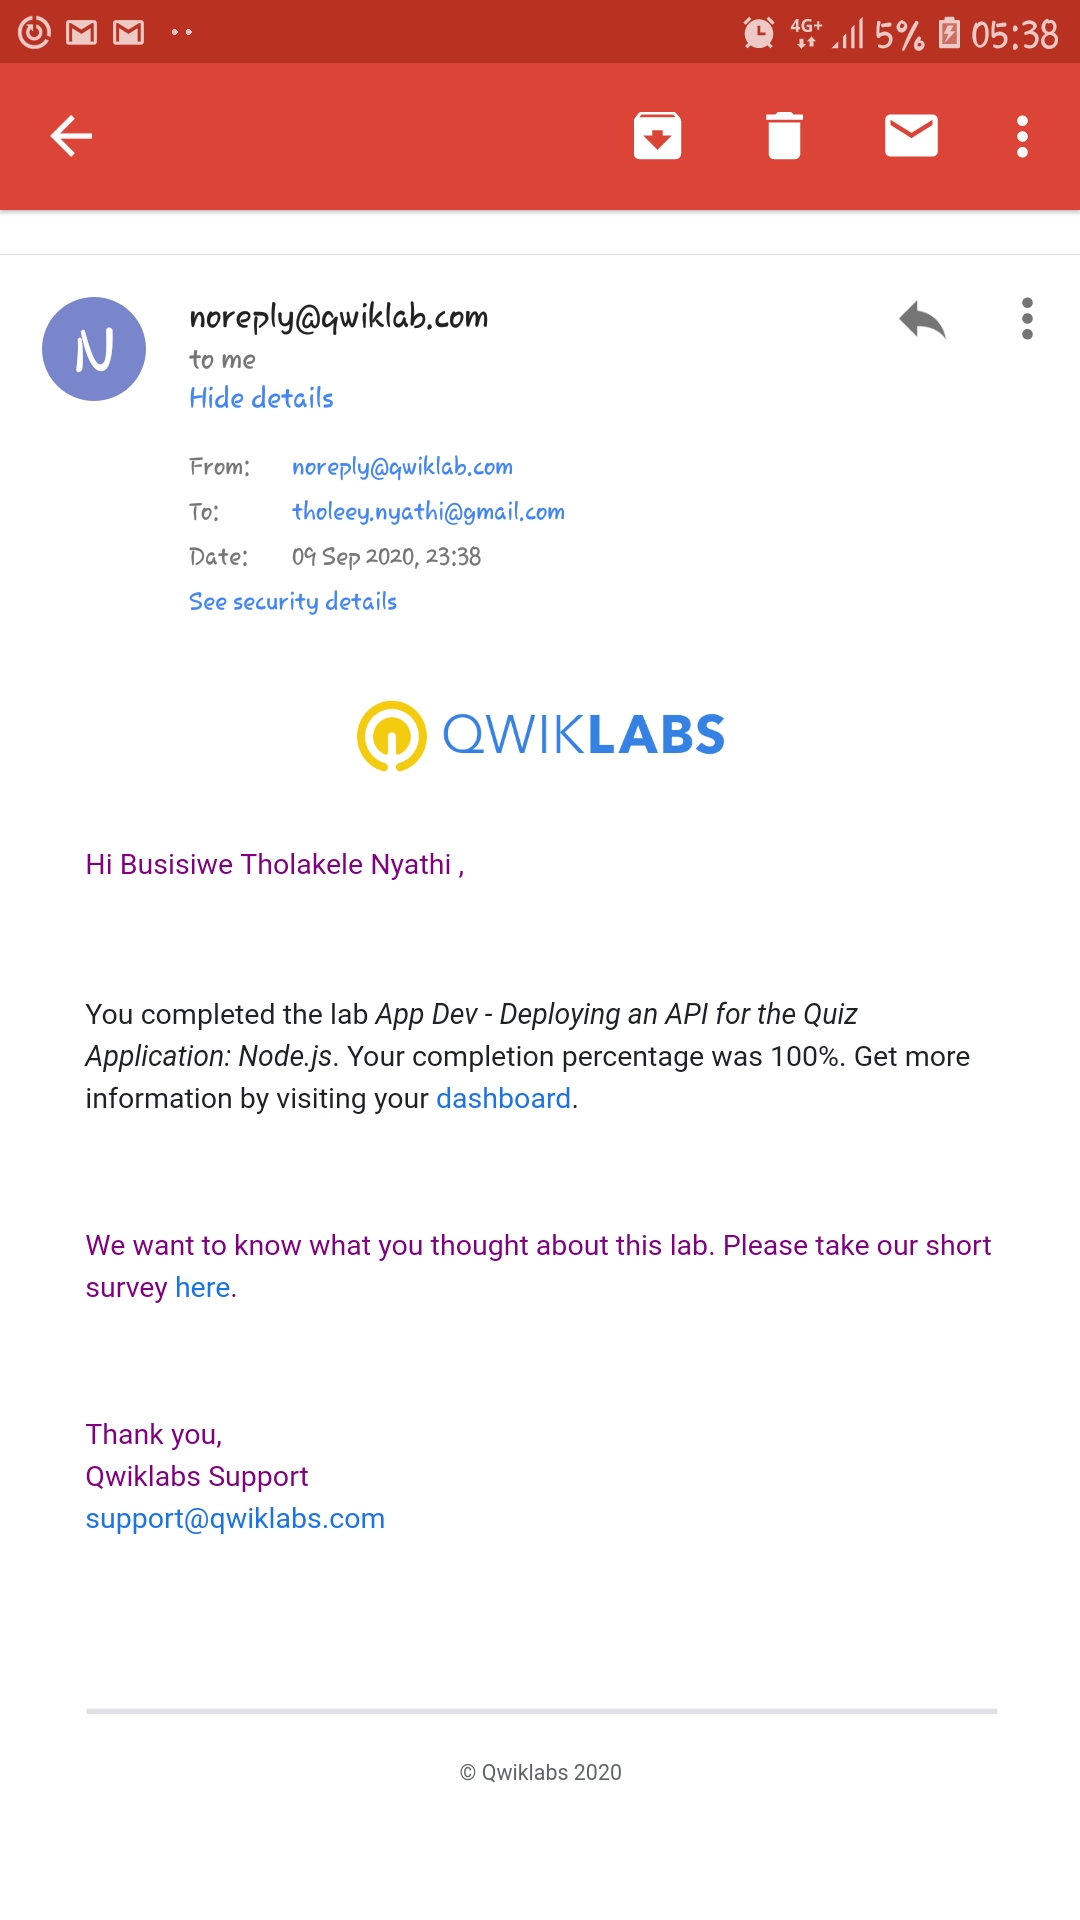 4G+ 5% 05:38
N
noreply@qwiklab.com
to me
Hide details
From: noreply@qwiklab.com
To: tholeey.nyathi@gmail.com
Date: 09 Sep 2020, 23:38
See security details
QWIKLABS
Hi Busisiwe Tholakele Nyathi ,
You completed the lab App Dev - Deploying an API for the Quiz
Application: Node.js. Your completion percentage was 100%. Get more
information by visiting your dashboard.
We want to know what you thought about this lab. Please take our short
survey here.
Thank you,
Qwiklabs Support
support@qwiklabs.com
© Qwiklabs 2020